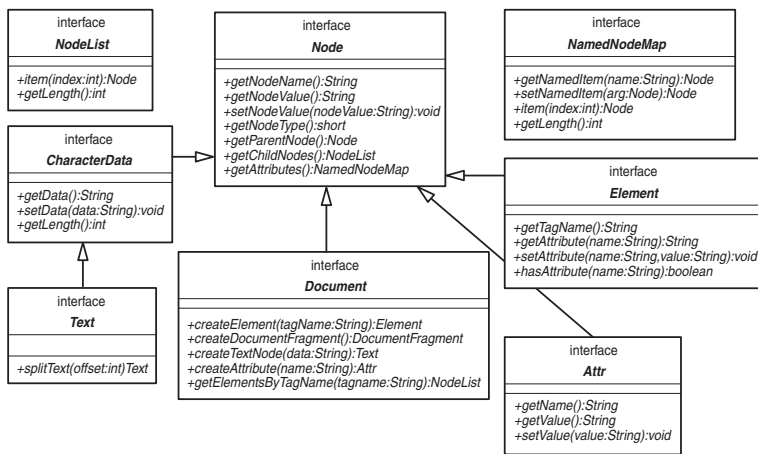 interface
NodeList
+item(index:int):Node
+getLength():int
interface
Node
+getNodeName():String
+getNodeValue():String
+setNodeValue(nodeValue:String):void
+getNodeType():short
+getParentNode():Node
+getChildNodes():NodeList
+getAttributes():NamedNodeMap
interface
NamedNodeMap
+getNamedItem(name:String):Node
+setNamedItem(arg:Node):Node
+item(index:int):Node
+getLength():int
interface
CharacterData
+getData():String
+setData(data:String):void
+getLength():int
interface
Element
+getTagName():String
+getAttribute(name:String):String
+setAttribute(name:String,value:String):void
+hasAttribute(name:String):boolean
interface
Text
+splitText(offset:int)Text
interface
Document
+createElement(tagName:String):Element
+createDocumentFragment():DocumentFragment
+createTextNode(data:String):Text
+createAttribute(name:String):Attr
+getElementsByTagName(tagname:String):NodeList
interface
Attr
+getName():String
+getValue():String
+setValue(value:String):void